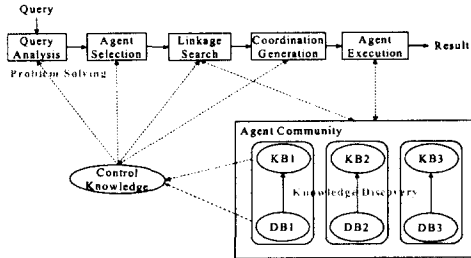 Query
Query Analysis
Agent Selection
Linkage Search
Coordination Generation
Agent Execution
Result
Problem Solving
Agent Community
KB1
KB2
KB3
Control Knowledge
Knowledge Discovery
DB1
DB2
DB3